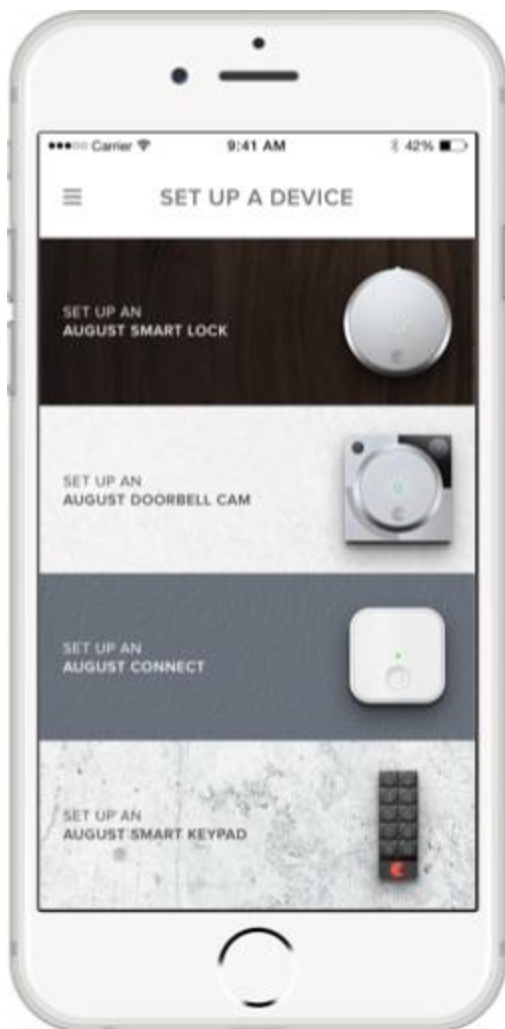 Carrier 9:41 AM 42%
SET UP A DEVICE
SET UP AN
AUGUST SMART LOCK
SET UP AN
AUGUST DOORBELL CAM
SET UP AN
AUGUST CONNECT
SET UP AN
AUGUST SMART KEYPAD